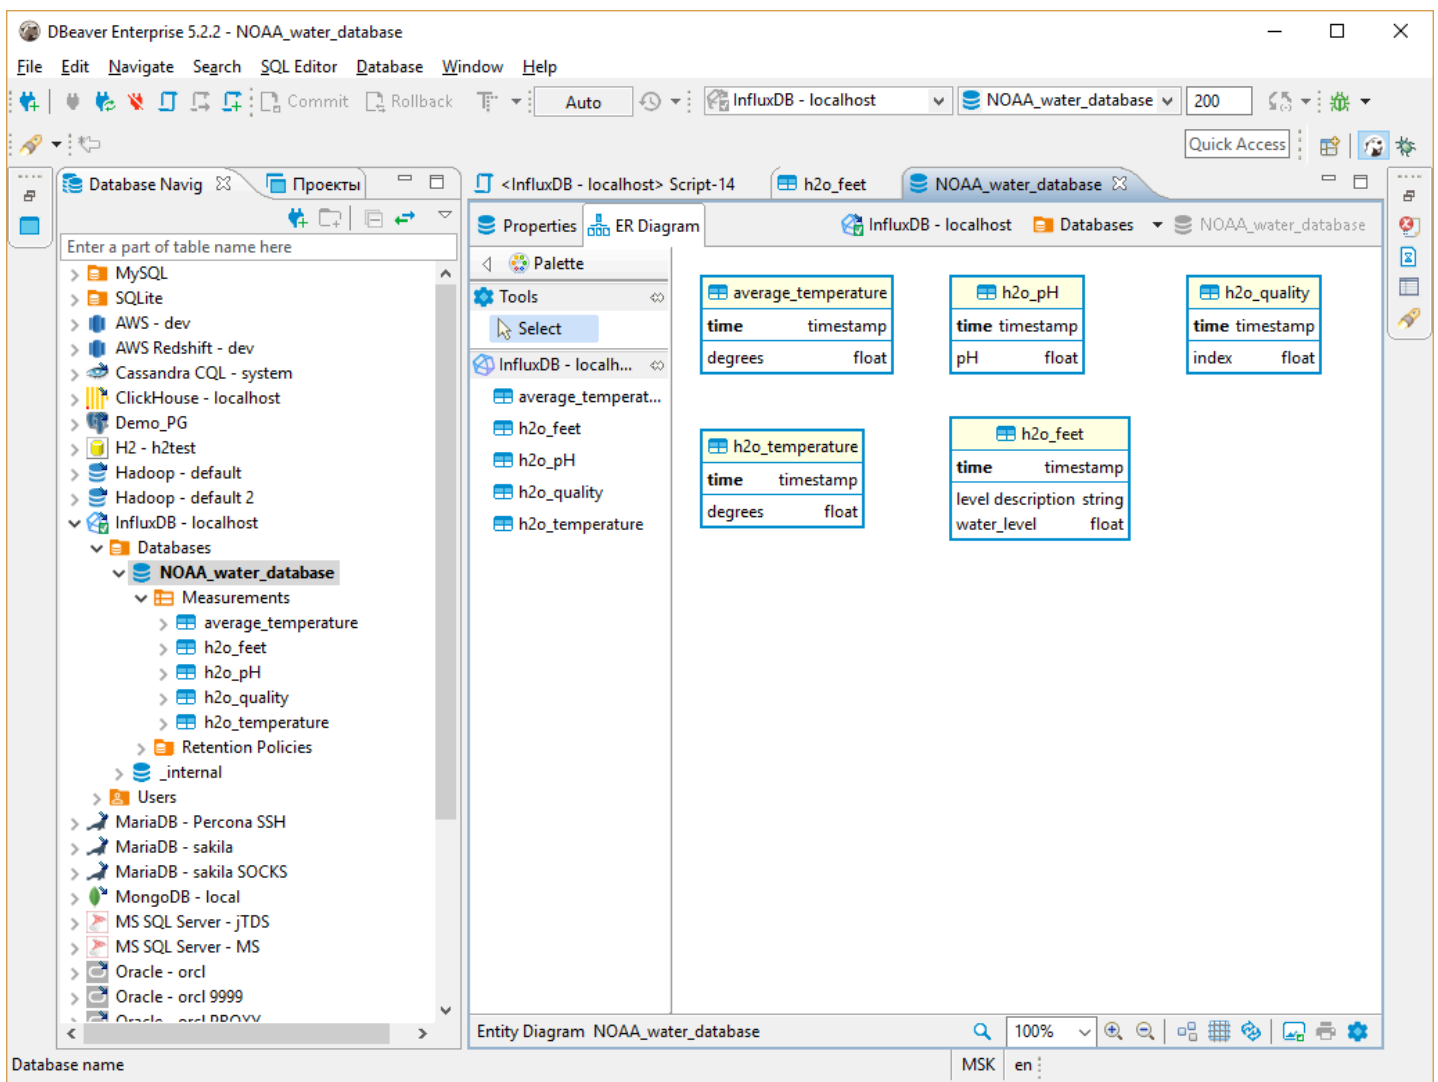 DBeaver Enterprise 5.2.2 - NOAA_water_database
File Edit Navigate Search SQL Editor Database Window Help
Commit Rollback Auto InfluxDB - localhost NOAA_water_database 200
Quick Access
Database Navig Проекты
<InfluxDB - localhost> Script-14 h2o_feet NOAA_water_database
Properties ER Diagram InfluxDB - localhost Databases NOAA_water_database
Enter a part of table name here
MySQL
SQLite
AWS - dev
AWS Redshift - dev
Cassandra CQL - system
ClickHouse - localhost
Demo_PG
H2 - h2test
Hadoop - default
Hadoop - default 2
InfluxDB - localhost
Databases
NOAA_water_database
Measurements
average_temperature
h2o_feet
h2o_pH
h2o_quality
h2o_temperature
Retention Policies
_internal
Users
MariaDB - Percona SSH
MariaDB - sakila
MariaDB - sakila SOCKS
MongoDB - local
MS SQL Server - jTDS
MS SQL Server - MS
Oracle - orcl
Oracle - orcl 9999
Oracle - orcl PROXY
Palette
Tools
Select
InfluxDB - localh...
average_temperat...
h2o_feet
h2o_pH
h2o_quality
h2o_temperature
average_temperature
time timestamp
degrees float
h2o_pH
time timestamp
pH float
h2o_quality
time timestamp
index float
h2o_temperature
time timestamp
degrees float
h2o_feet
time timestamp
level description string
water_level float
Entity Diagram NOAA_water_database 100%
Database name MSK en